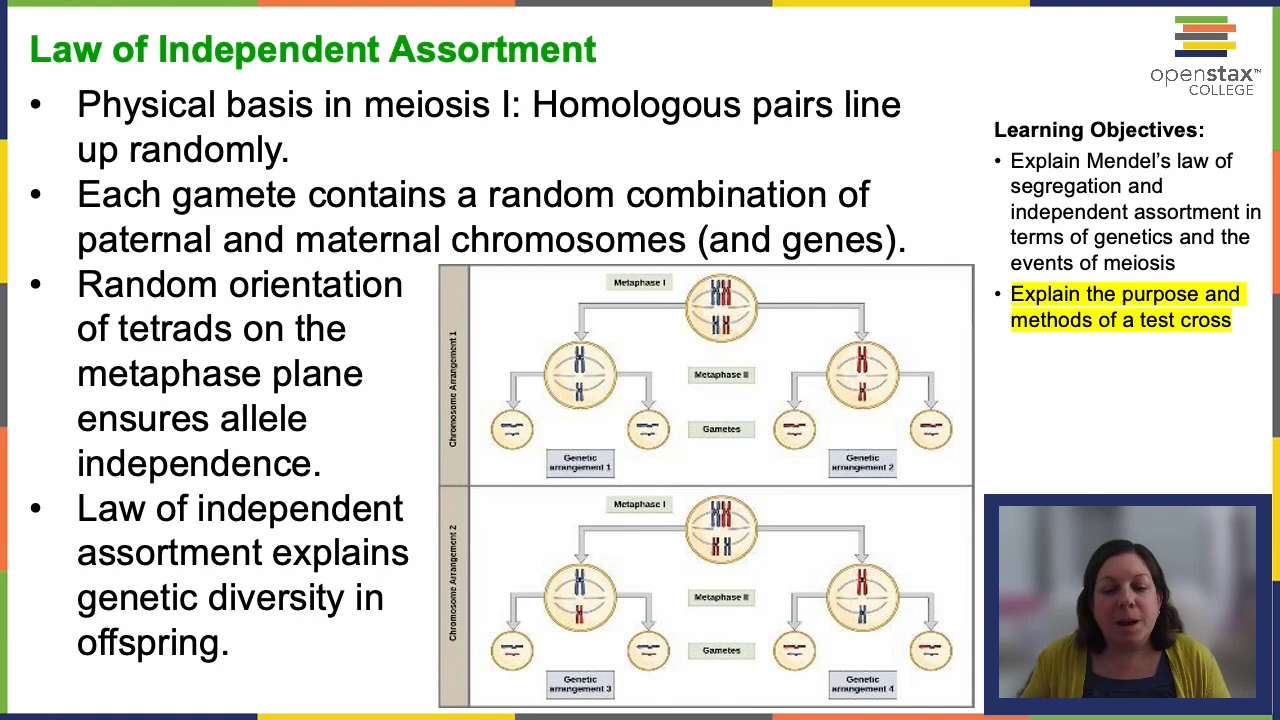 Law of Independent Assortment
• Physical basis in meiosis I: Homologous pairs line
up randomly.
• Each gamete contains a random combination of
paternal and maternal chromosomes (and genes).
• Random orientation
of tetrads on the
metaphase plane
ensures allele
independence.
• Law of independent
assortment explains
genetic diversity in
offspring.
Chromosome Arrangement 1
Metaphase I
Metaphase II
Gametes
Genetic
arrangement 1
Genetic
arrangement 2
Chromosome Arrangement 2
Metaphase I
Metaphase II
Gametes
Genetic
arrangement 3
Genetic
arrangement 4
openstax™
COLLEGE
Learning Objectives:
• Explain Mendel’s law of
segregation and
independent assortment in
terms of genetics and the
events of meiosis
• Explain the purpose and
methods of a test cross